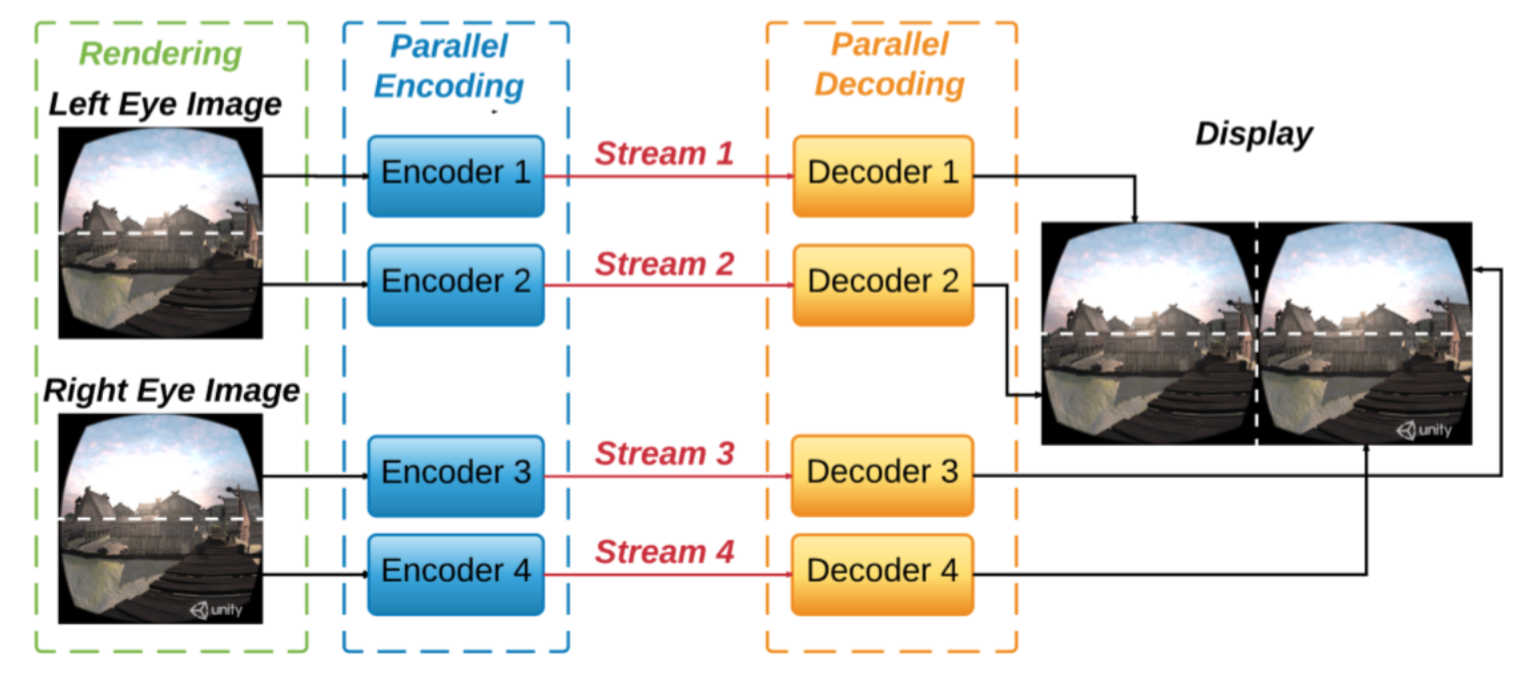 Rendering
Left Eye Image
Right Eye Image
unity
Parallel
Encoding
Encoder 1
Encoder 2
Encoder 3
Encoder 4
Stream 1
Stream 2
Stream 3
Stream 4
Parallel
Decoding
Decoder 1
Decoder 2
Decoder 3
Decoder 4
Display
unity